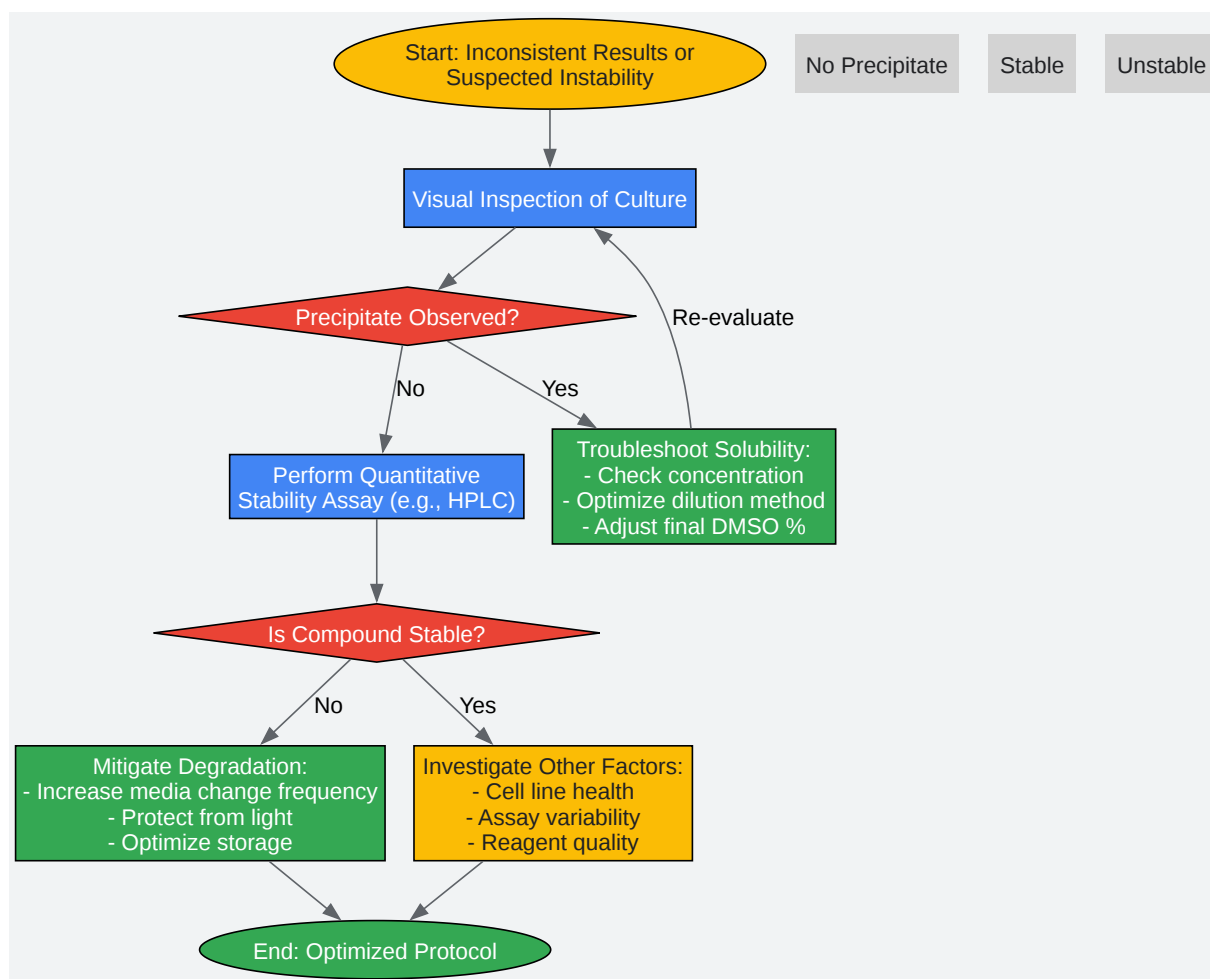 Start: Inconsistent Results or
Suspected Instability
No Precipitate
Stable
Unstable
Visual Inspection of Culture
Precipitate Observed?
Re-evaluate
No
Yes
Troubleshoot Solubility:
- Check concentration
- Optimize dilution method
- Adjust final DMSO %
Perform Quantitative
Stability Assay (e.g., HPLC)
Is Compound Stable?
No
Yes
Mitigate Degradation:
- Increase media change frequency
- Protect from light
- Optimize storage
Investigate Other Factors:
- Cell line health
- Assay variability
- Reagent quality
End: Optimized Protocol